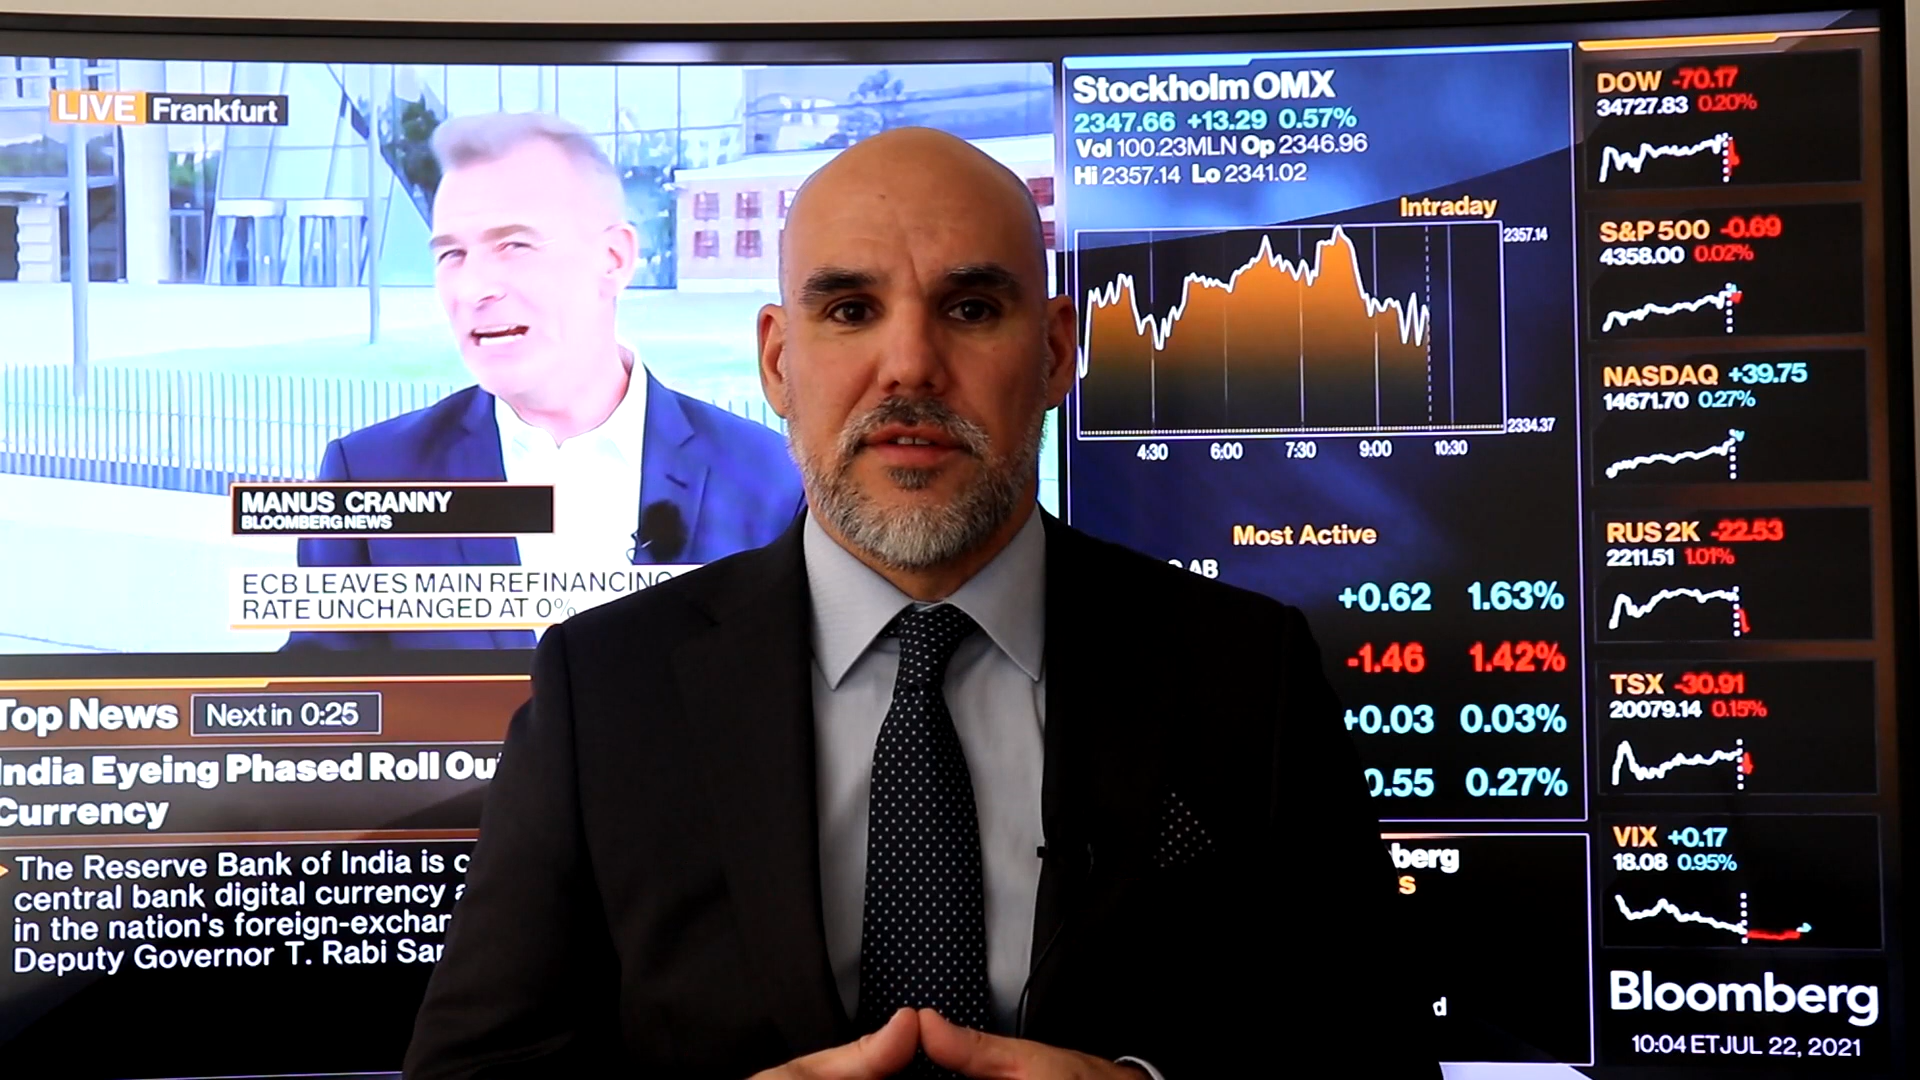 LIVE Frankfurt
MANUS CRANNY
BLOOMBERG NEWS
ECB LEAVES MAIN REFINANCING
RATE UNCHANGED AT 0%
Top News Next in 0:25
India Eyeing Phased Roll Ou
Currency
The Reserve Bank of India is c
central bank digital currency
in the nation's foreign-exchan
Deputy Governor T. Rabi Sar
Stockholm OMX
2347.66 +13.29 0.57%
Vol 100.23MLN Op 2346.96
Hi 2357.14 Lo 2341.02
Intraday
2357.14
2334.37
4:30 6:00 7:30 9:00 10:30
Most Active
AB
+0.62 1.63%
-1.46 1.42%
+0.03 0.03%
0.55 0.27%
berg
s
d
DOW -70.17
34727.83 0.20%
S&P 500 -0.69
4358.00 0.02%
NASDAQ +39.75
14671.70 0.27%
RUS 2K -22.53
2211.51 1.01%
TSX -30.91
20079.14 0.15%
VIX +0.17
18.08 0.95%
Bloomberg
10:04 ET JUL 22, 2021